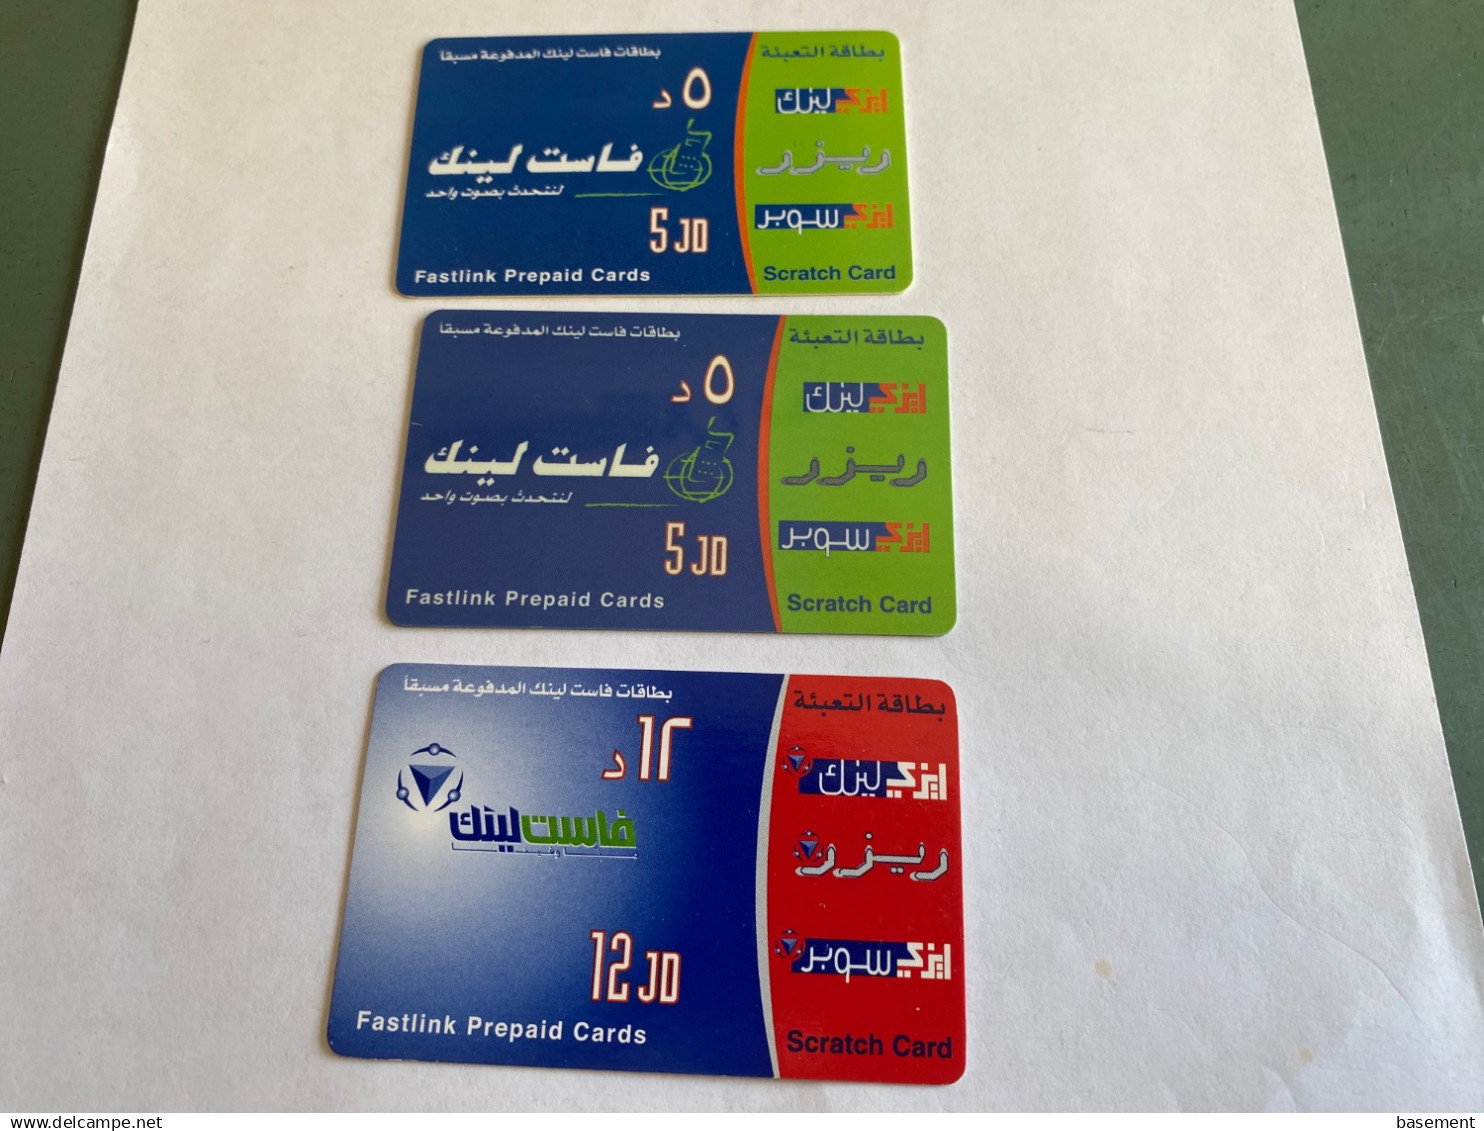 بطاقات فاست لينك المدفوعة مسبقاً
٥ د
فاست لينك
لنتحدث بصوت واحد
5 JD
Fastlink Prepaid Cards
بطاقة التعبئة
ايزي لينك
ريزر
ايزي سوبر
Scratch Card
بطاقات فاست لينك المدفوعة مسبقاً
٥ د
فاست لينك
لنتحدث بصوت واحد
5 JD
Fastlink Prepaid Cards
بطاقة التعبئة
ايزي لينك
ريزر
ايزي سوبر
Scratch Card
بطاقات فاست لينك المدفوعة مسبقاً
١٢ د
فاست لينك
12 JD
Fastlink Prepaid Cards
بطاقة التعبئة
ايزي لينك
ريزر
ايزي سوبر
Scratch Card
delcampe.net
basement